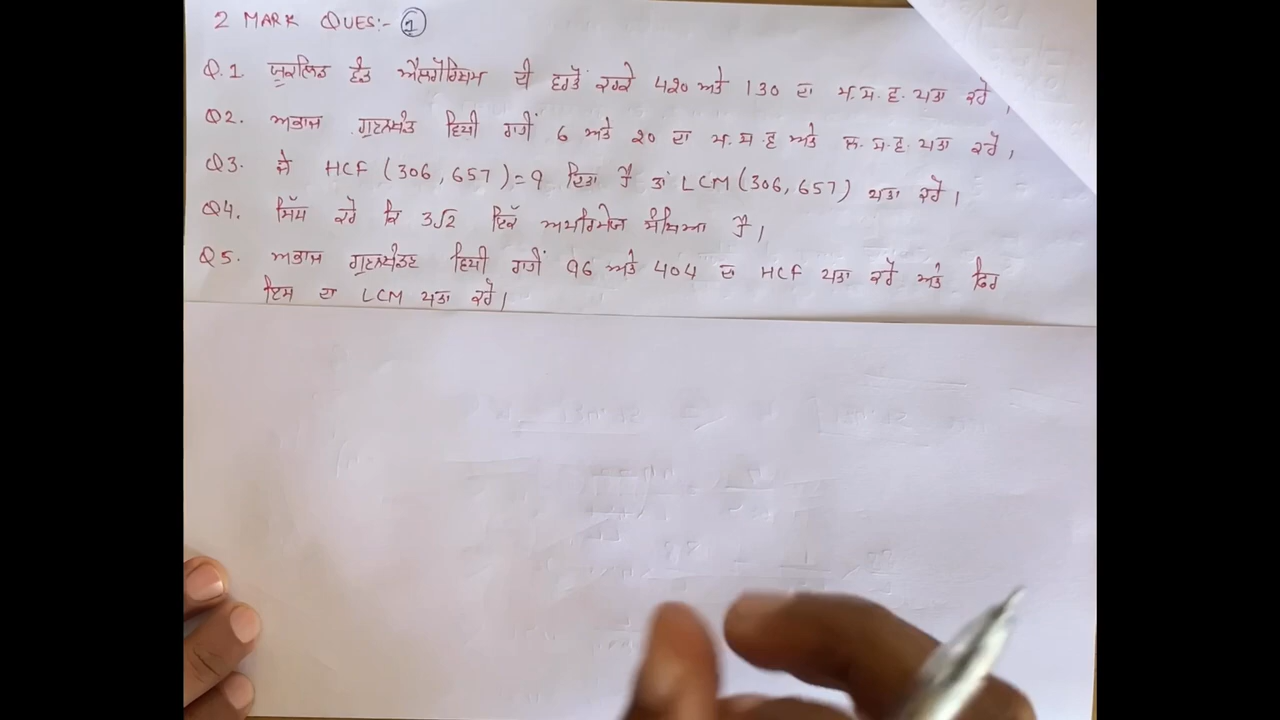 2 MARK QUES:- 1
Q.1 ਯੂਕਲਿਡ ਵੰਡ ਐਲਗੋਰਿਥਮ ਦੀ ਵਰਤੋਂ ਕਰਕੇ 420 ਅਤੇ 130 ਦਾ ਮ.ਸ.ਵ. ਪਤਾ ਕਰੋ ।
Q2. ਅਭਾਜ ਗੁਣਨਖੰਡ ਵਿਧੀ ਰਾਹੀਂ 6 ਅਤੇ 20 ਦਾ ਮ.ਸ.ਵ ਅਤੇ ਲ.ਸ.ਵ. ਪਤਾ ਕਰੋ ।
Q3. ਜੇ HCF (306, 657) = 9 ਦਿਤਾ ਹੈ ਤਾਂ LCM (306, 657) ਪਤਾ ਕਰੋ ।
Q4. ਸਿੱਧ ਕਰੋ ਕਿ 3√2 ਇਕ ਅਪਰਿਮੇਯ ਸੰਖਿਆ ਹੈ ।
Q5. ਅਭਾਜ ਗੁਣਨਖੰਡਣ ਵਿਧੀ ਰਾਹੀਂ 96 ਅਤੇ 404 ਦਾ HCF ਪਤਾ ਕਰੋ ਅਤੇ ਫਿਰ
ਇਸ ਦਾ LCM ਪਤਾ ਕਰੋ ।